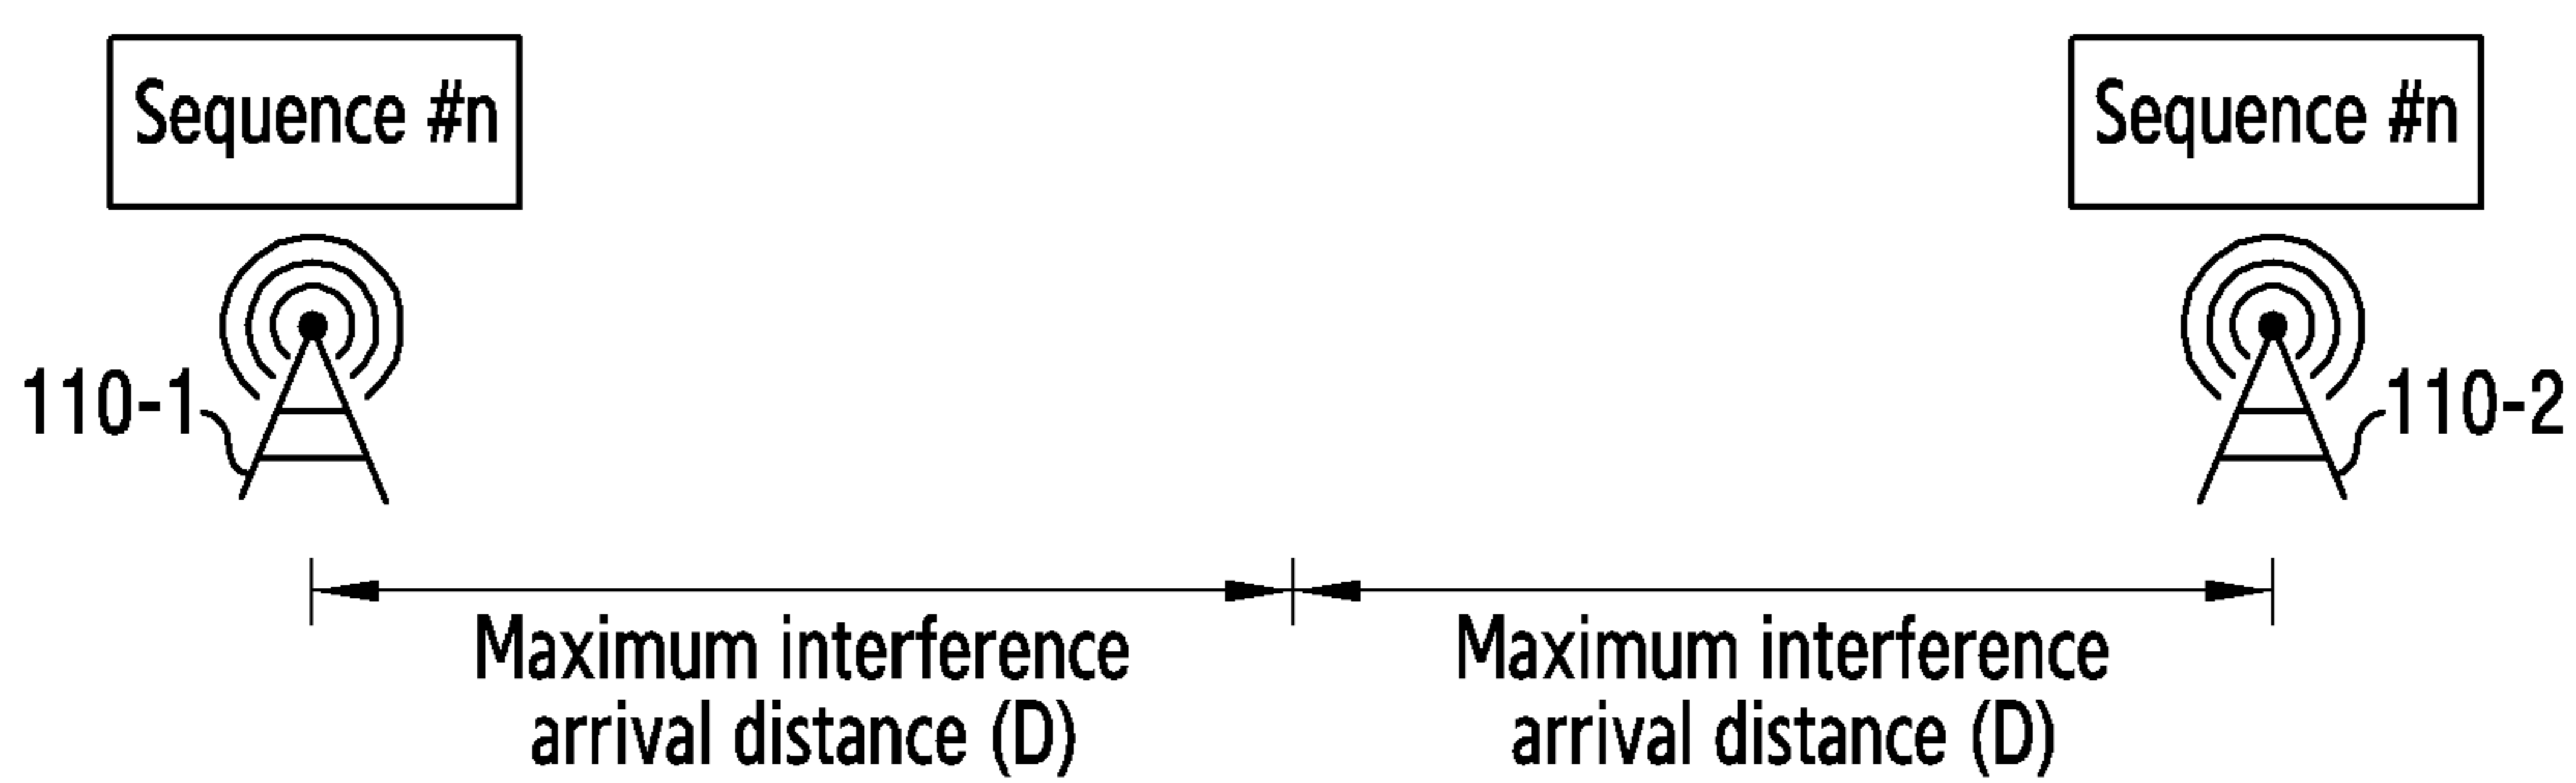 Sequence #n
Sequence #n
110-1
110-2
Maximum interference
arrival distance (D)
Maximum interference
arrival distance (D)